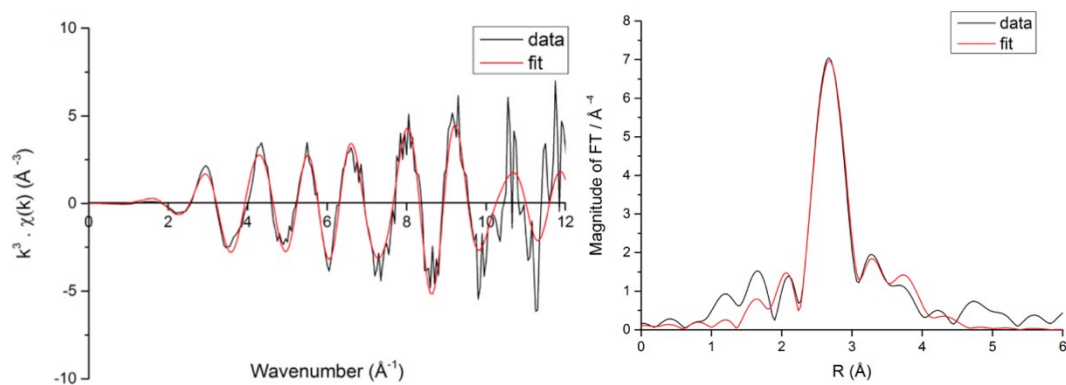 10
5
0
-5
-10
k³ · χ(k) (Å⁻³)
0 2 4 6 8 10 12
Wavenumber (Å⁻¹)
data
fit
8
7
6
5
4
3
2
1
0
Magnitude of FT / Å⁻⁴
0 1 2 3 4 5 6
R (Å)
data
fit